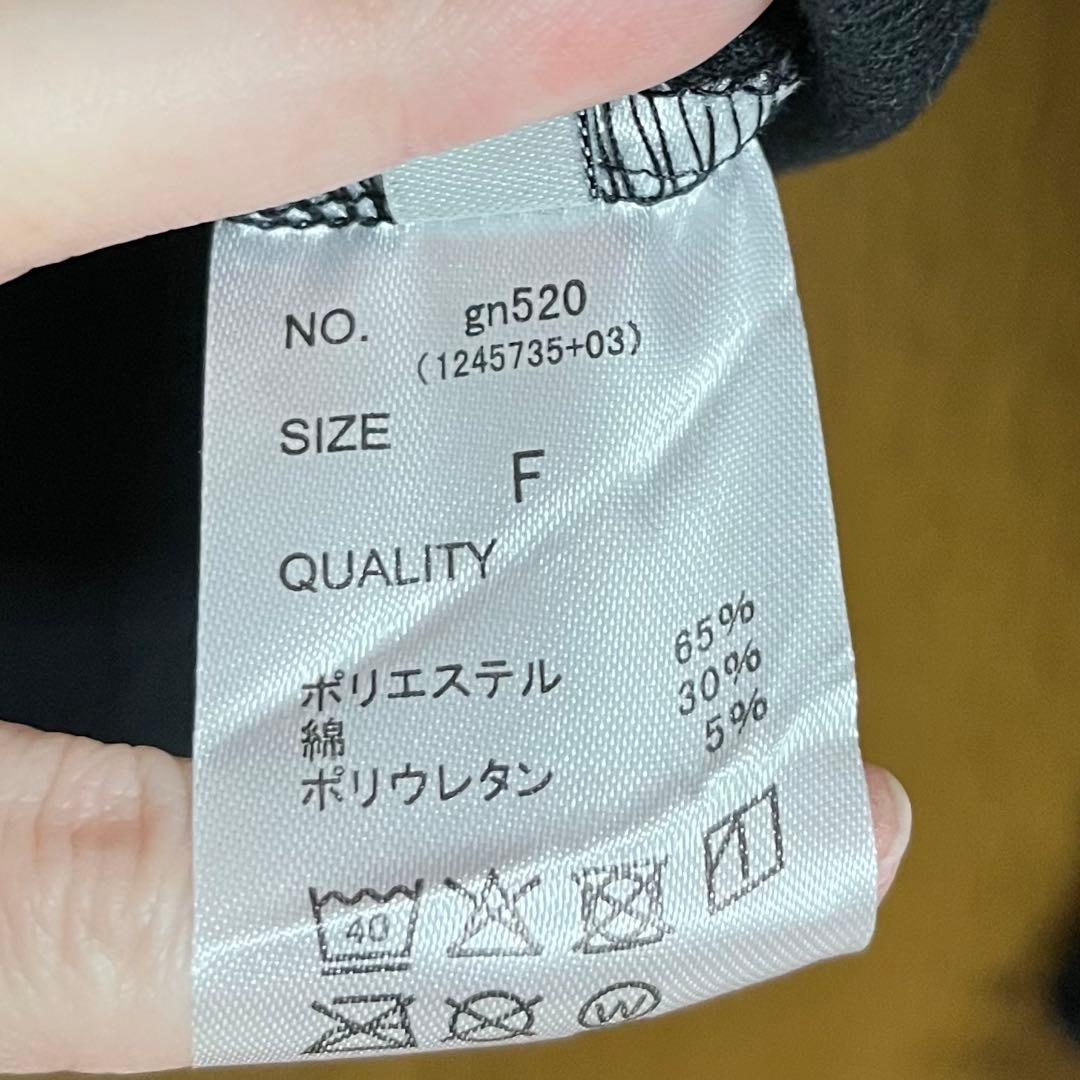 NO. gn520
(1245735+03)
SIZE
F
QUALITY
ポリエステル 65%
綿 30%
ポリウレタン 5%
40
W